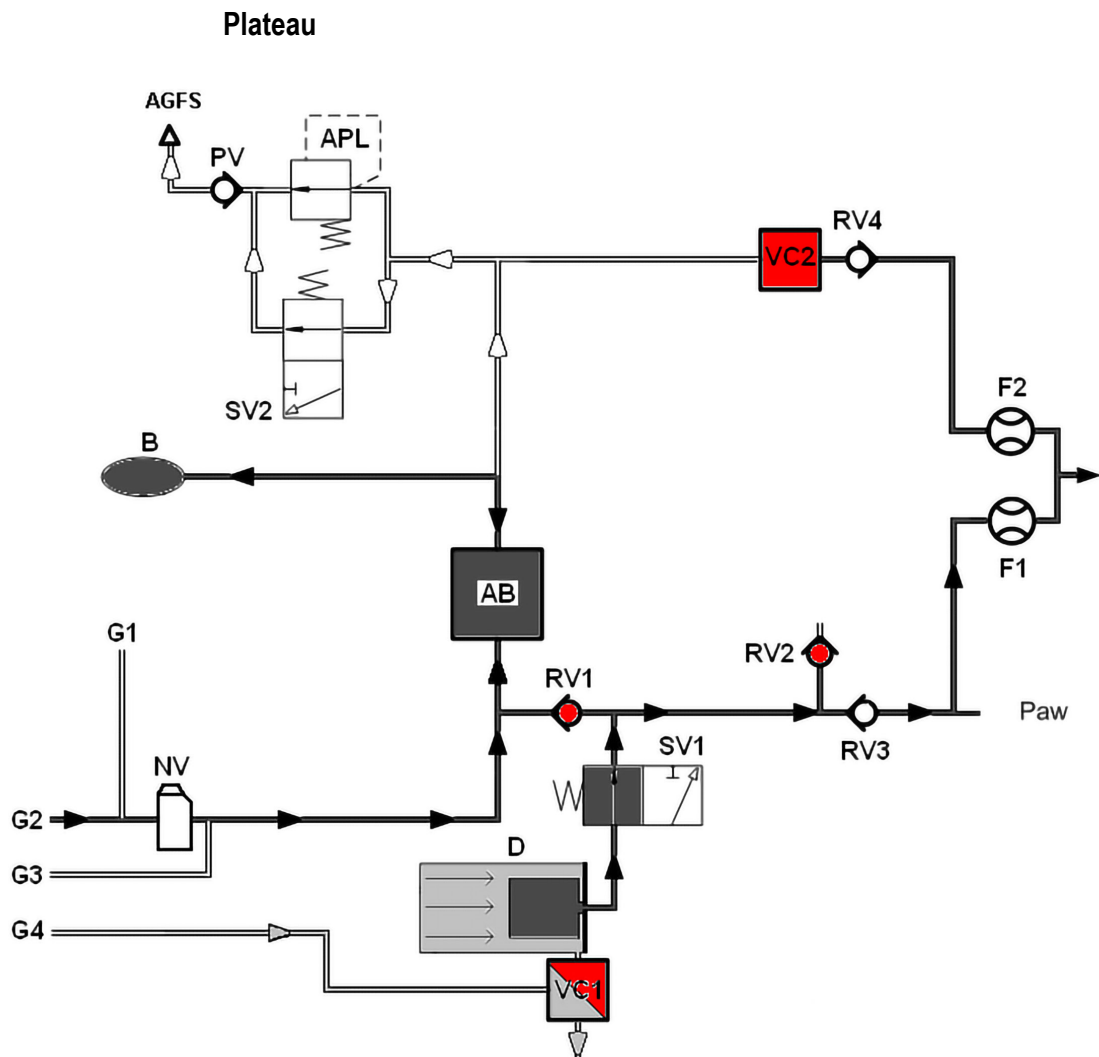 Plateau
AGFS
APL
PV
RV4
VC2
SV2
F2
B
F1
AB
G1
RV1
RV2
Paw
RV3
SV1
NV
G2
D
G3
G4
VC1